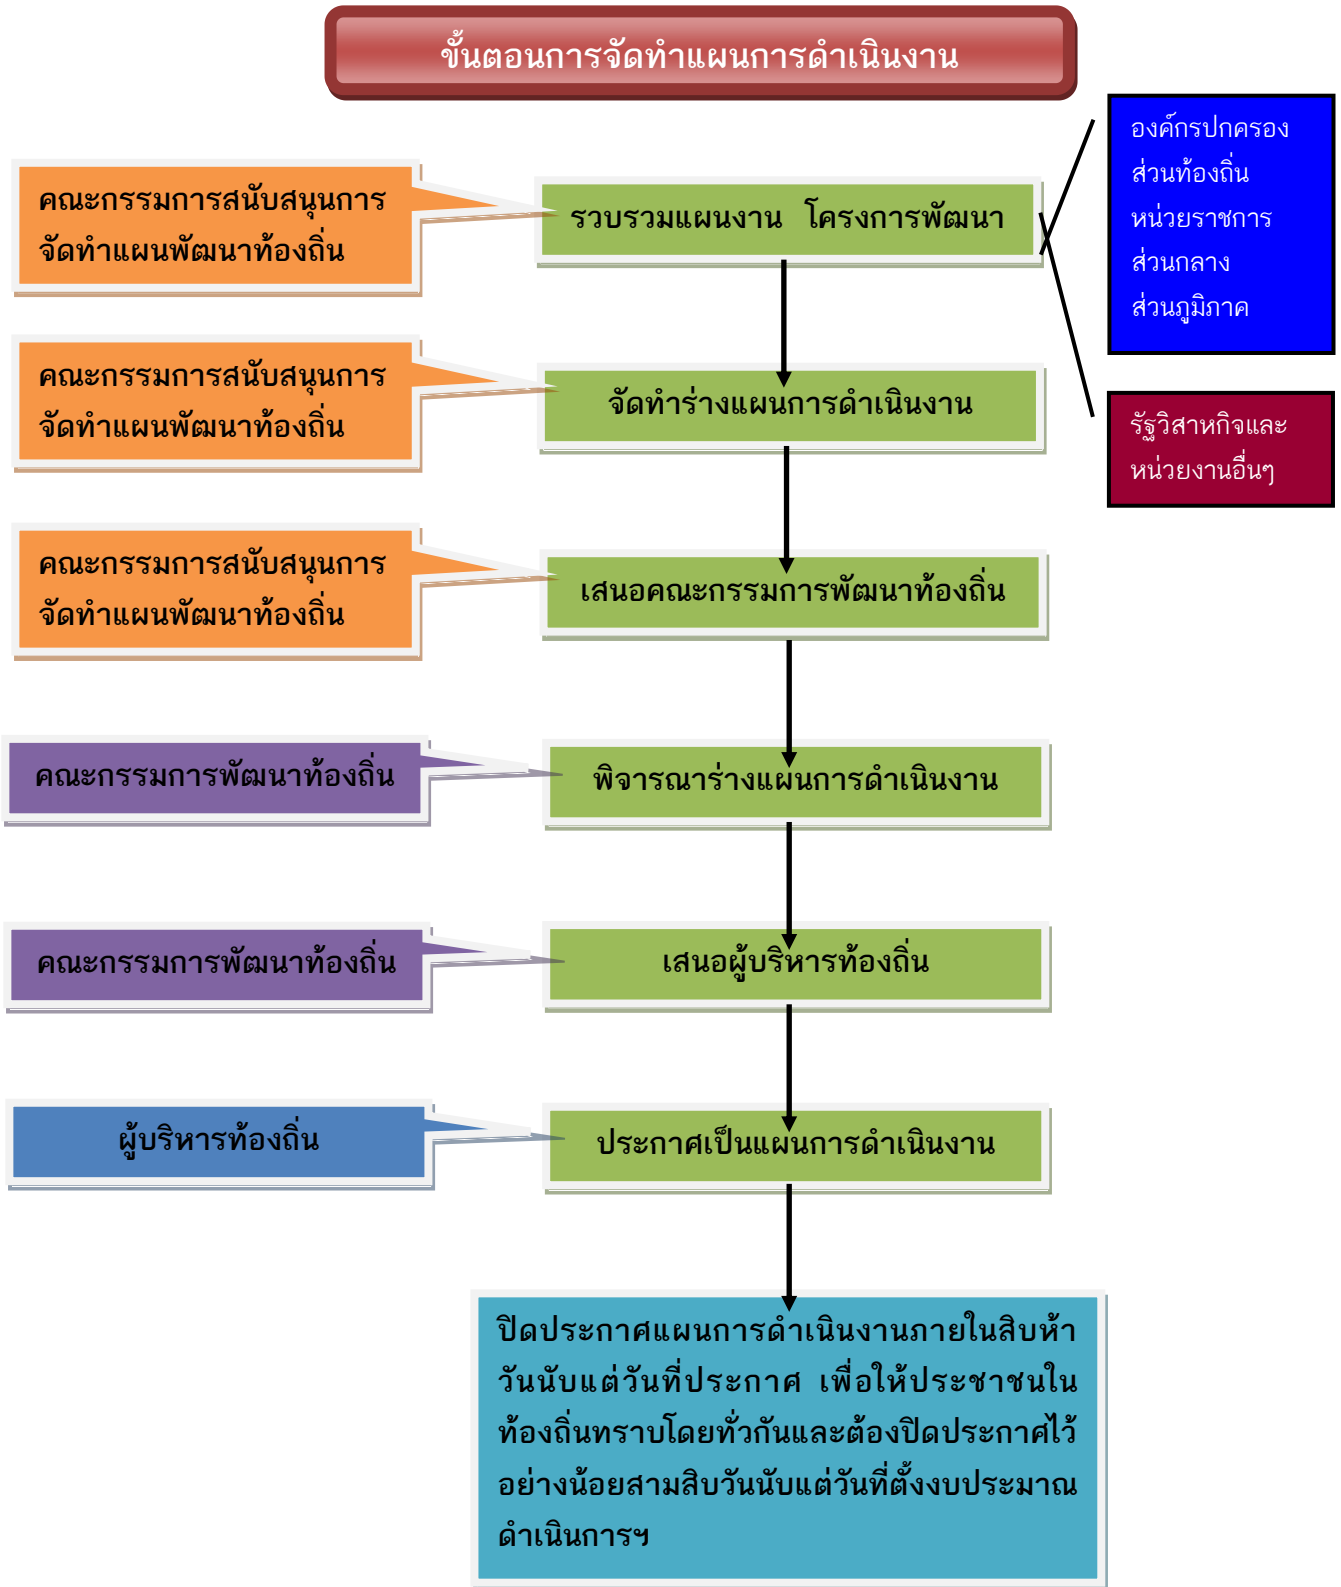 ขั้นตอนการจัดทำแผนการดำเนินงาน
องค์กรปกครอง
ส่วนท้องถิ่น
หน่วยราชการ
ส่วนกลาง
ส่วนภูมิภาค
คณะกรรมการสนับสนุนการ
จัดทำแผนพัฒนาท้องถิ่น
รวบรวมแผนงาน โครงการพัฒนา
คณะกรรมการสนับสนุนการ
จัดทำแผนพัฒนาท้องถิ่น
จัดทำร่างแผนการดำเนินงาน
รัฐวิสาหกิจและ
หน่วยงานอื่นๆ
คณะกรรมการสนับสนุนการ
จัดทำแผนพัฒนาท้องถิ่น
เสนอคณะกรรมการพัฒนาท้องถิ่น
คณะกรรมการพัฒนาท้องถิ่น
พิจารณาร่างแผนการดำเนินงาน
คณะกรรมการพัฒนาท้องถิ่น
เสนอผู้บริหารท้องถิ่น
ผู้บริหารท้องถิ่น
ประกาศเป็นแผนการดำเนินงาน
ปิดประกาศแผนการดำเนินงานภายในสิบห้า
วันนับแต่วันที่ประกาศ เพื่อให้ประชาชนใน
ท้องถิ่นทราบโดยทั่วกันและต้องปิดประกาศไว้
อย่างน้อยสามสิบวันนับแต่วันที่ตั้งงบประมาณ
ดำเนินการฯ